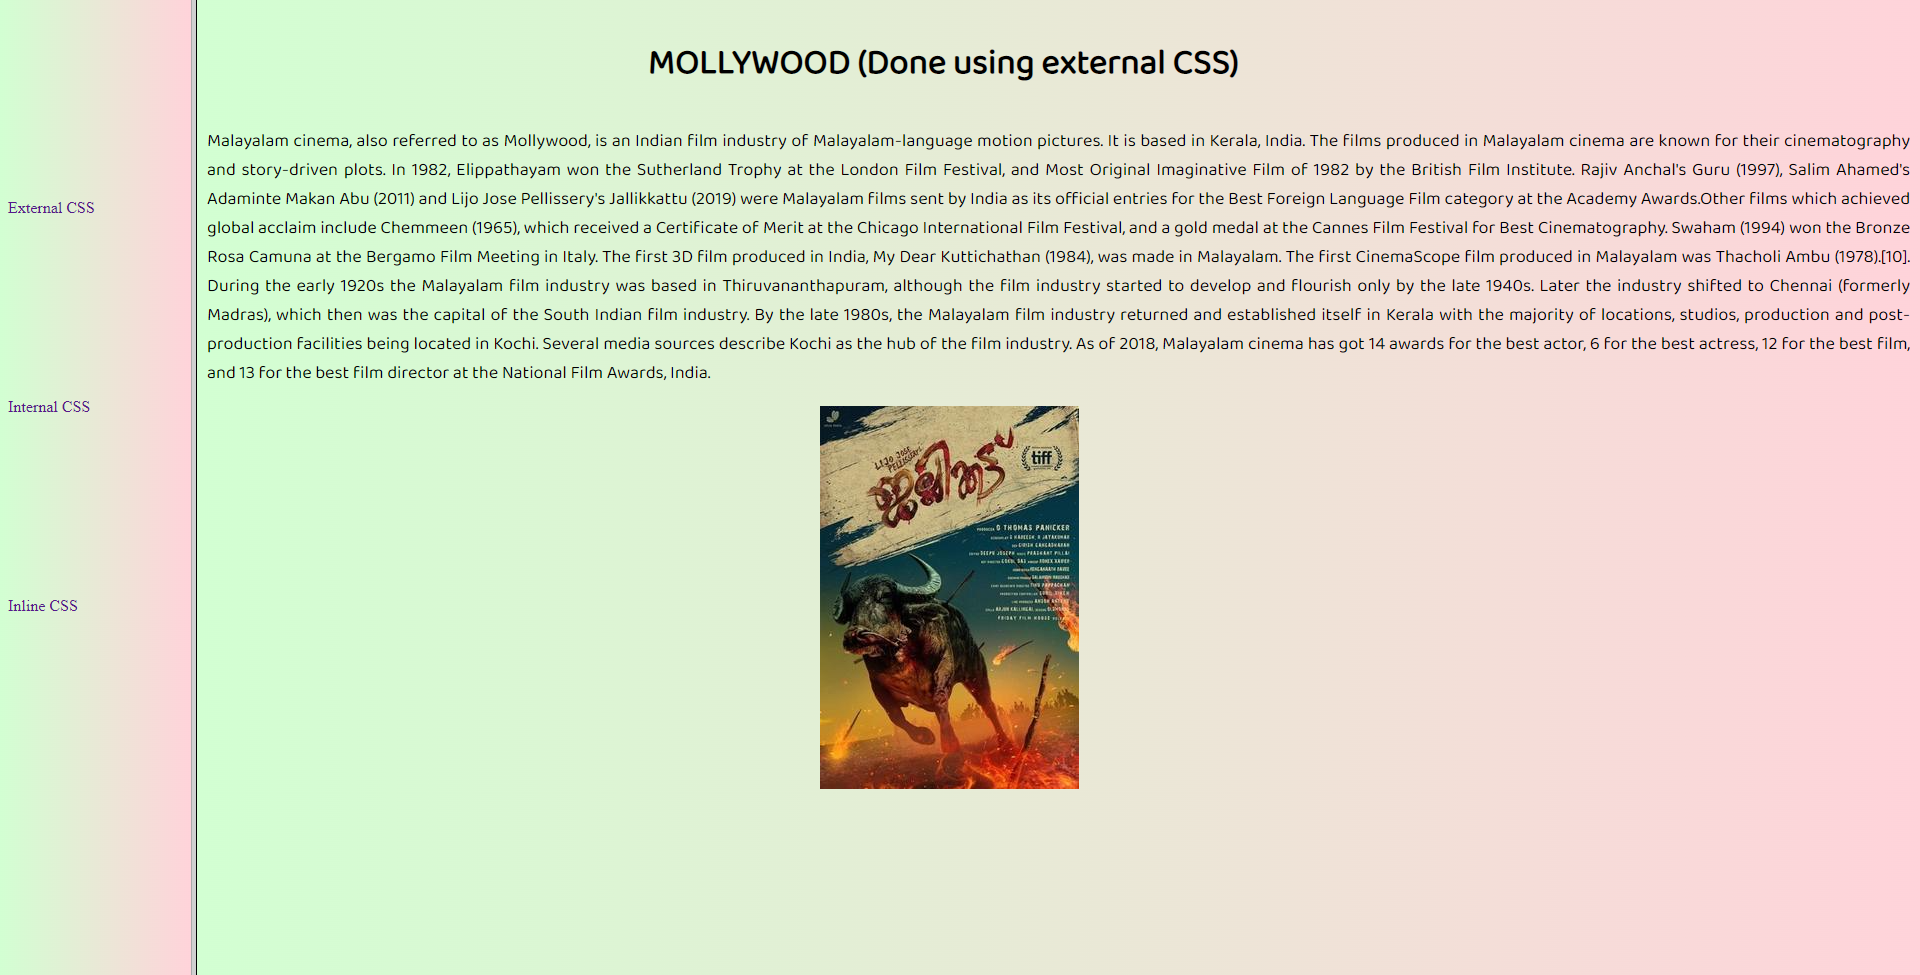 MOLLYWOOD (Done using external CSS)
Malayalam cinema, also referred to as Mollywood, is an Indian film industry of Malayalam-language motion pictures. It is based in Kerala, India. The films produced in Malayalam cinema are known for their cinematography
and story-driven plots. In 1982, Elippathayam won the Sutherland Trophy at the London Film Festival, and Most Original Imaginative Film of 1982 by the British Film Institute. Rajiv Anchal's Guru (1997), Salim Ahamed's
Adaminte Makan Abu (2011) and Lijo Jose Pellissery's Jallikkattu (2019) were Malayalam films sent by India as its official entries for the Best Foreign Language Film category at the Academy Awards.Other films which achieved
global acclaim include Chemmeen (1965), which received a Certificate of Merit at the Chicago International Film Festival, and a gold medal at the Cannes Film Festival for Best Cinematography. Swaham (1994) won the Bronze
Rosa Camuna at the Bergamo Film Meeting in Italy. The first 3D film produced in India, My Dear Kuttichathan (1984), was made in Malayalam. The first CinemaScope film produced in Malayalam was Thacholi Ambu (1978).[10].
During the early 1920s the Malayalam film industry was based in Thiruvananthapuram, although the film industry started to develop and flourish only by the late 1940s. Later the industry shifted to Chennai (formerly
Madras), which then was the capital of the South Indian film industry. By the late 1980s, the Malayalam film industry returned and established itself in Kerala with the majority of locations, studios, production and post-
production facilities being located in Kochi. Several media sources describe Kochi as the hub of the film industry. As of 2018, Malayalam cinema has got 14 awards for the best actor, 6 for the best actress, 12 for the best film,
and 13 for the best film director at the National Film Awards, India.
External CSS
Internal CSS
Inline CSS
LIJO JOSE
PELLISSERY'S
ജല്ലിക്കട്ട്
tiff
O THOMAS PANICKER
S HAREESH, R JAYAKUMAR
GIRISH GANGADHARAN
DEEPU JOSEPH PRASHANT PILLAI
GOKUL DAS
RENGANAATH RAVEE
FRIDAY FILM HOUSE